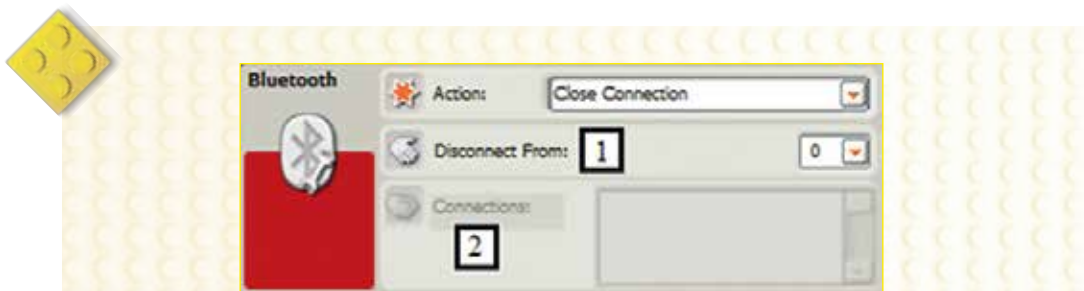 Bluetooth
Action: Close Connection
Disconnect From: 1 0
Connections:
2